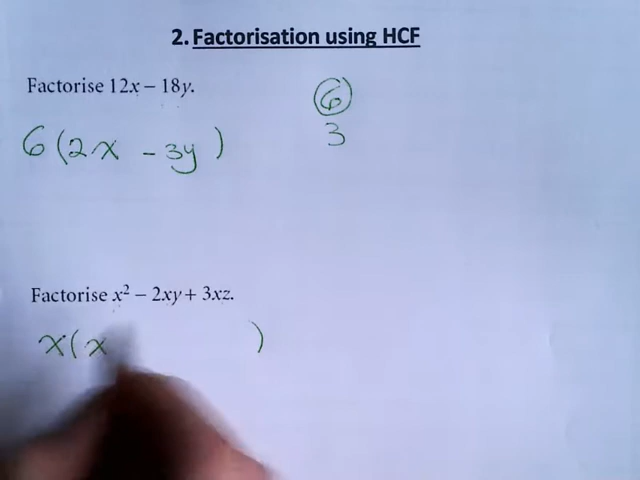 2. Factorisation using HCF
Factorise 12x – 18y.
6
6 (2x - 3y )
3
Factorise x² – 2xy + 3xz.
x(x )